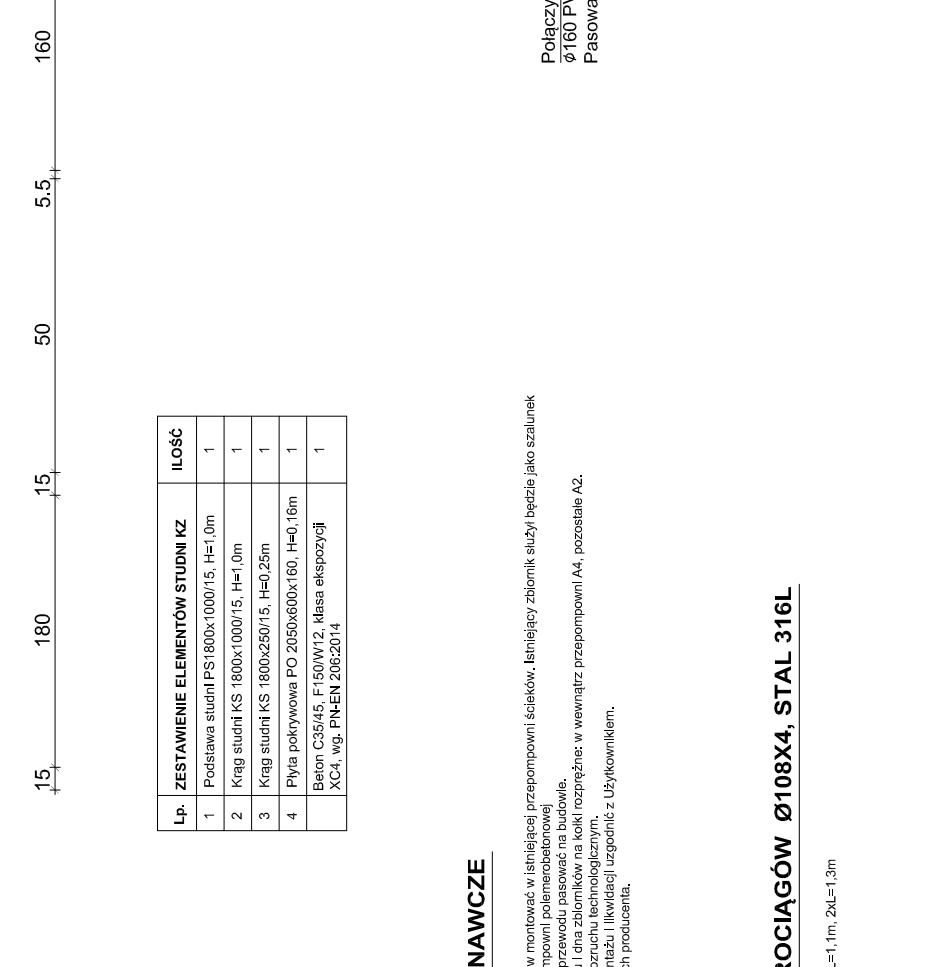 15 180 15 50 5.5 160
Lp. ZESTAWIENIE ELEMENTÓW STUDNI KZ ILOŚĆ
1 Podstawa studni PS1800x1000/15, H=1,0m 1
2 Krąg studni KS 1800x1000/15, H=1,0m 1
3 Krąg studni KS 1800x250/15, H=0,25m 1
4 Płyta pokrywowa PO 2050x600x160, H=0,16m 1
Beton C35/45, F150/W12, klasa ekspozycji 1
XC4, wg. PN-EN 206:2014
NAWCZE
w montować w istniejącej przepompowni ścieków. Istniejący zbiornik służył będzie jako szalunek
mpowni polemerobetonowej
przewodu pasować na budowie.
i dna zbiorników na kołki rozprężne: w wewnątrz przepompowni A4, pozostałe A2.
ozruchu technologicznym.
ntażu i likwidacji uzgodnić z Użytkownikiem.
ch producenta.
Połączy
Ø160 PV
Pasowa
ROCIĄGÓW Ø108X4, STAL 316L
L=1,1m, 2xL=1,3m